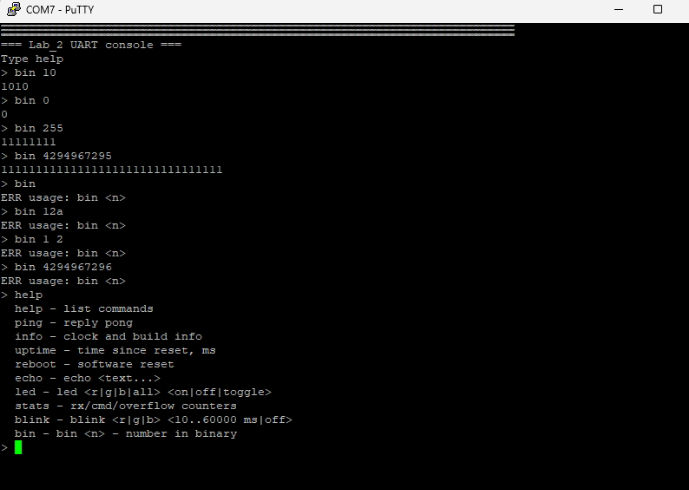 COM7 - PuTTY
=== Lab_2 UART console ===
Type help
> bin 10
1010
> bin 0
0
> bin 255
11111111
> bin 4294967295
11111111111111111111111111111111
> bin
ERR usage: bin <n>
> bin 12a
ERR usage: bin <n>
> bin 1 2
ERR usage: bin <n>
> bin 4294967296
ERR usage: bin <n>
> help
  help - list commands
  ping - reply pong
  info - clock and build info
  uptime - time since reset, ms
  reboot - software reset
  echo - echo <text...>
  led - led <r|g|b|all> <on|off|toggle>
  stats - rx/cmd/overflow counters
  blink - blink <r|g|b> <10..60000 ms|off>
  bin - bin <n> - number in binary
>